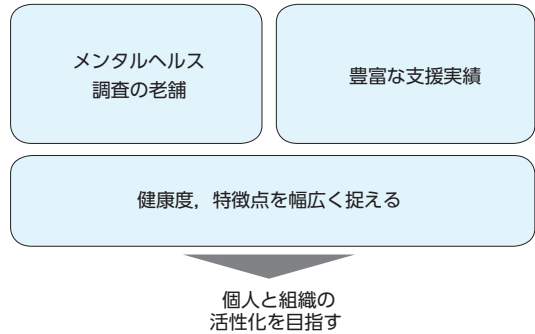 メンタルヘルス
調査の老舗
豊富な支援実績
健康度，特徴点を幅広く捉える
個人と組織の
活性化を目指す